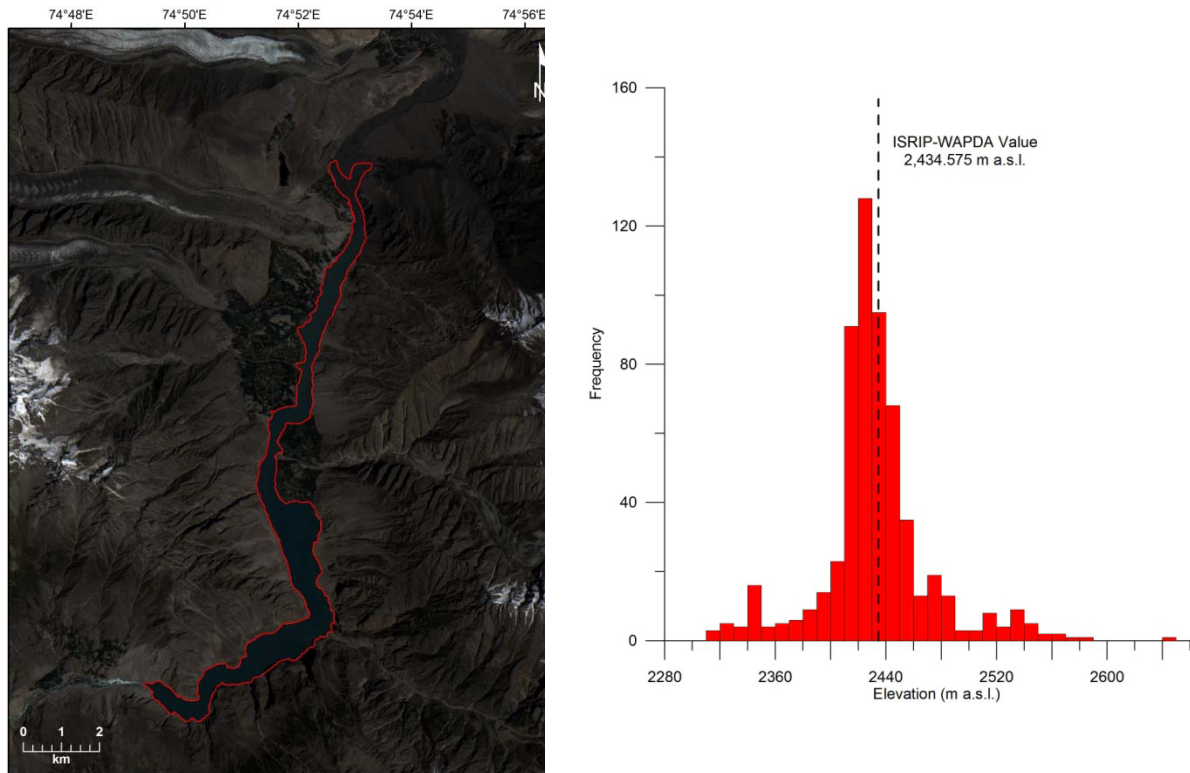 74°48'E 74°50'E 74°52'E 74°54'E 74°56'E
N
0 1 2
km
160
120
80
40
0
Frequency
ISRIP-WAPDA Value
2,434.575 m a.s.l.
2280 2360 2440 2520 2600
Elevation (m a.s.l.)